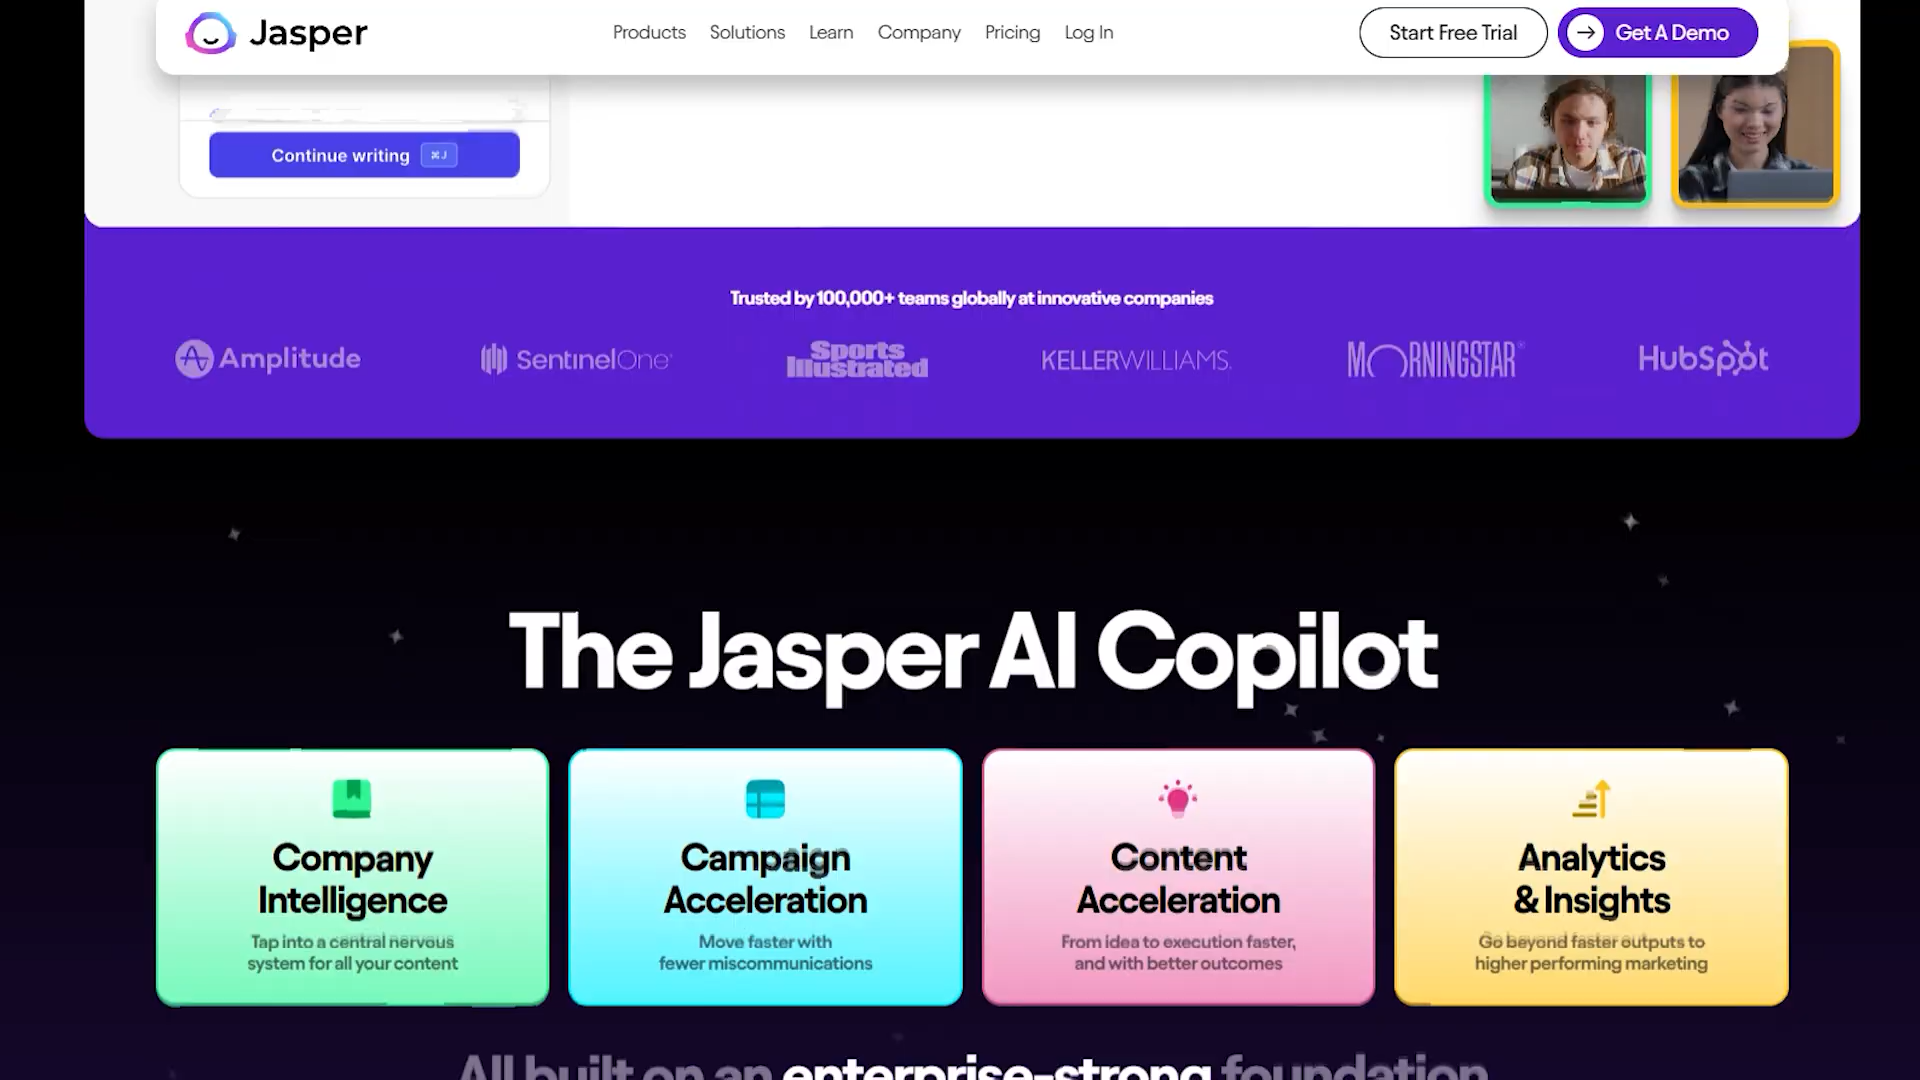 Jasper
Products Solutions Learn Company Pricing Log In
Start Free Trial
Get A Demo
Continue writing ⌘J
Trusted by 100,000+ teams globally at innovative companies
Amplitude
SentinelOne
Sports
Illustrated
KELLERWILLIAMS.
MORNINGSTAR®
HubSpot
The Jasper AI Copilot
Company
Intelligence
Tap into a central nervous
system for all your content
Campaign
Acceleration
Move faster with
fewer miscommunications
Content
Acceleration
From idea to execution faster,
and with better outcomes
Analytics
& Insights
Go beyond faster outputs to
higher performing marketing
All built on an enterprise-strong foundation